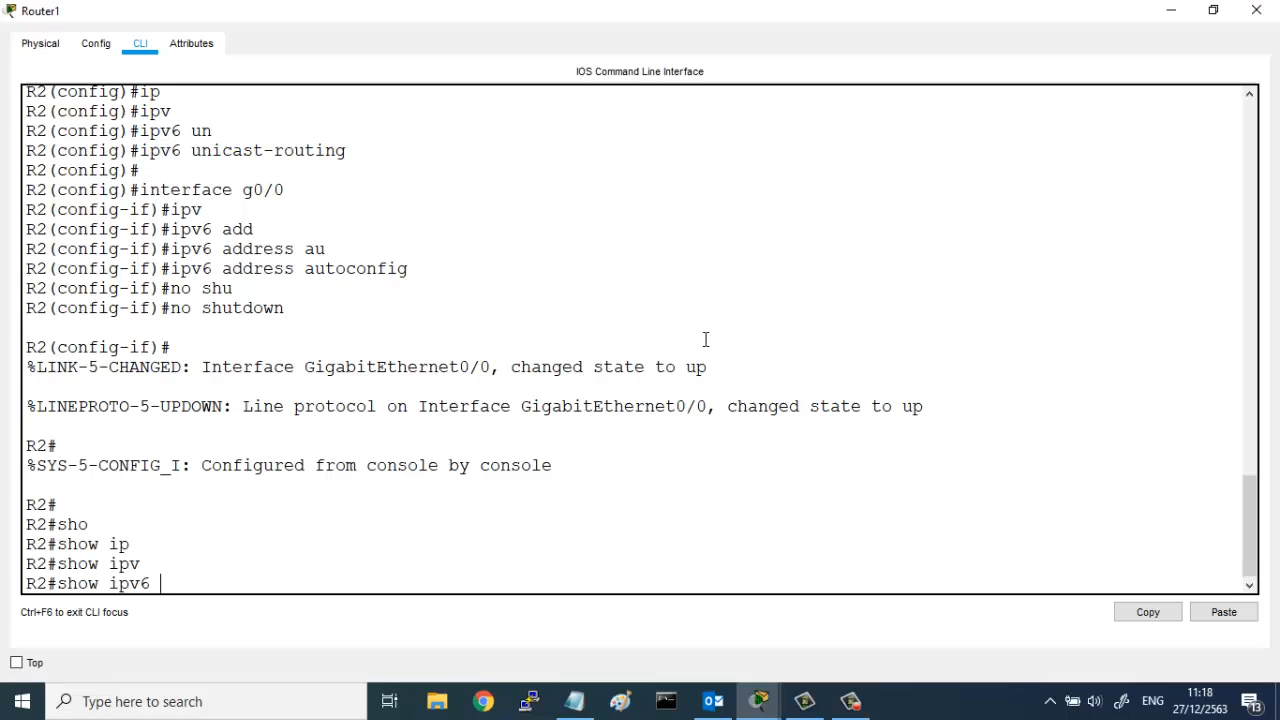 Router1
Physical Config CLI Attributes
IOS Command Line Interface
R2(config)#ip
R2(config)#ipv
R2(config)#ipv6 un
R2(config)#ipv6 unicast-routing
R2(config)#
R2(config)#interface g0/0
R2(config-if)#ipv
R2(config-if)#ipv6 add
R2(config-if)#ipv6 address au
R2(config-if)#ipv6 address autoconfig
R2(config-if)#no shu
R2(config-if)#no shutdown
R2(config-if)#
%LINK-5-CHANGED: Interface GigabitEthernet0/0, changed state to up
%LINEPROTO-5-UPDOWN: Line protocol on Interface GigabitEthernet0/0, changed state to up
R2#
%SYS-5-CONFIG_I: Configured from console by console
R2#
R2#sho
R2#show ip
R2#show ipv
R2#show ipv6
Ctrl+F6 to exit CLI focus
Copy Paste
Top
Type here to search
ENG
11:18
27/12/2563
13